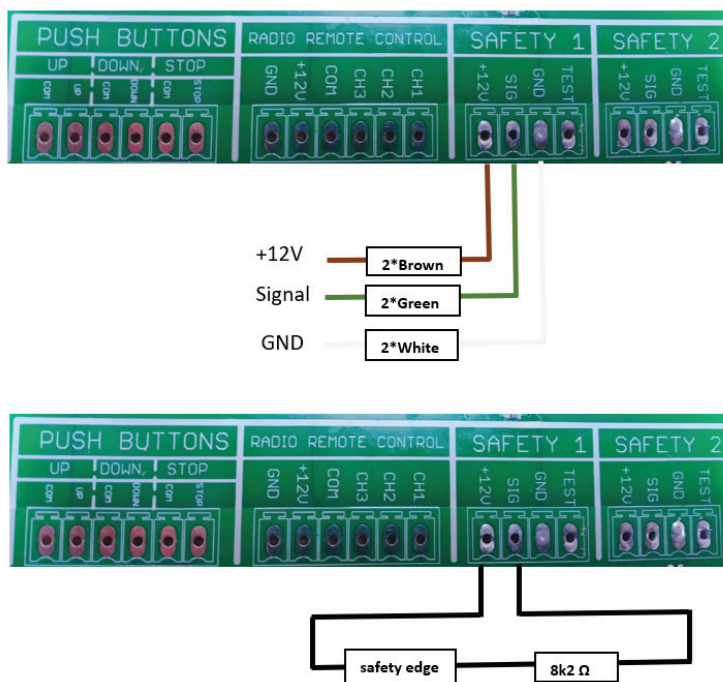 PUSH BUTTONS RADIO REMOTE CONTROL SAFETY 1 SAFETY 2
UP DOWN STOP
COM UP COM DOWN COM STOP GND +12V COM CH3 CH2 CH1 +12V SIG GND TEST +12V SIG GND TEST
+12V 2*Brown
Signal 2*Green
GND 2*White
PUSH BUTTONS RADIO REMOTE CONTROL SAFETY 1 SAFETY 2
UP DOWN STOP
COM UP COM DOWN COM STOP GND +12V COM CH3 CH2 CH1 +12V SIG GND TEST +12V SIG GND TEST
safety edge 8k2 Ω